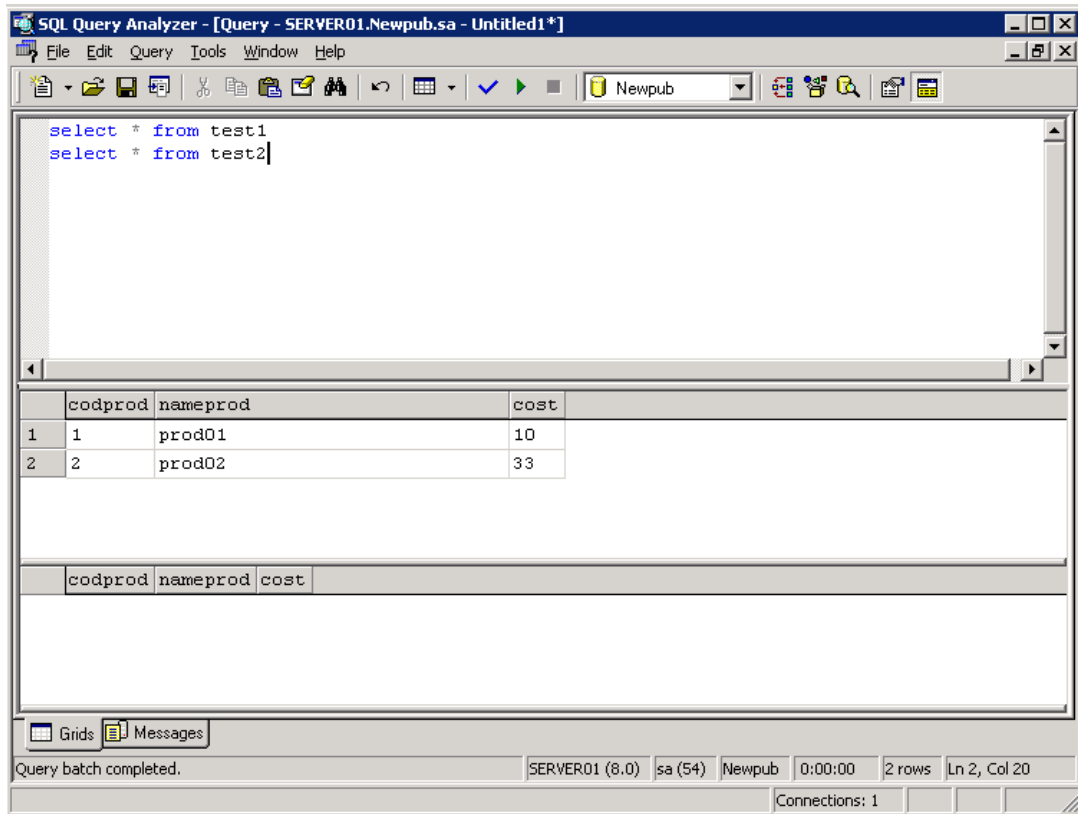 SQL Query Analyzer - [Query - SERVER01.Newpub.sa - Untitled1*]
File Edit Query Tools Window Help
Newpub
select * from test1
select * from test2
codprod nameprod cost
1 1 prod01 10
2 2 prod02 33
codprod nameprod cost
Grids Messages
Query batch completed. SERVER01 (8.0) sa (54) Newpub 0:00:00 2 rows Ln 2, Col 20
Connections: 1